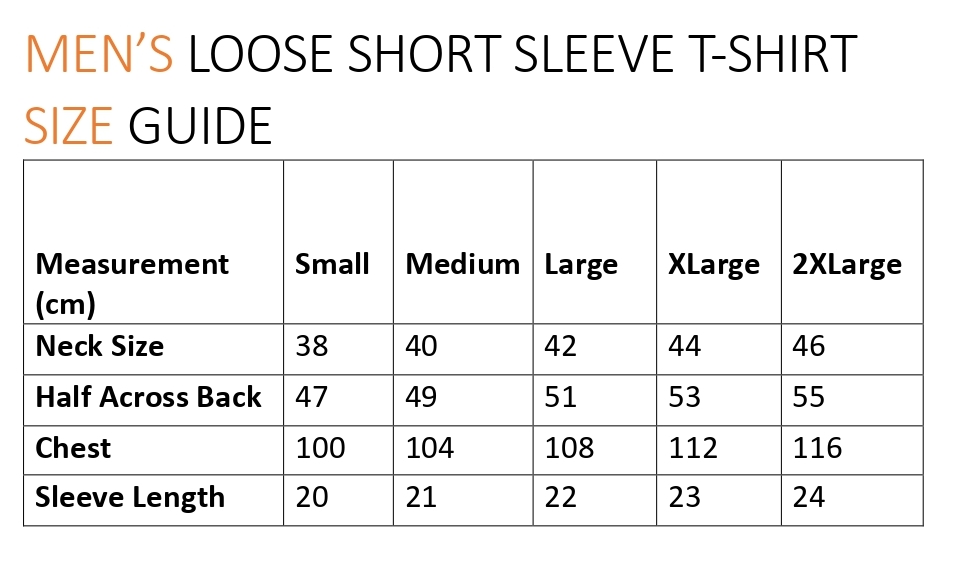 MEN’S LOOSE SHORT SLEEVE T-SHIRT
SIZE GUIDE
Measurement (cm) Small Medium Large XLarge 2XLarge
Neck Size 38 40 42 44 46
Half Across Back 47 49 51 53 55
Chest 100 104 108 112 116
Sleeve Length 20 21 22 23 24